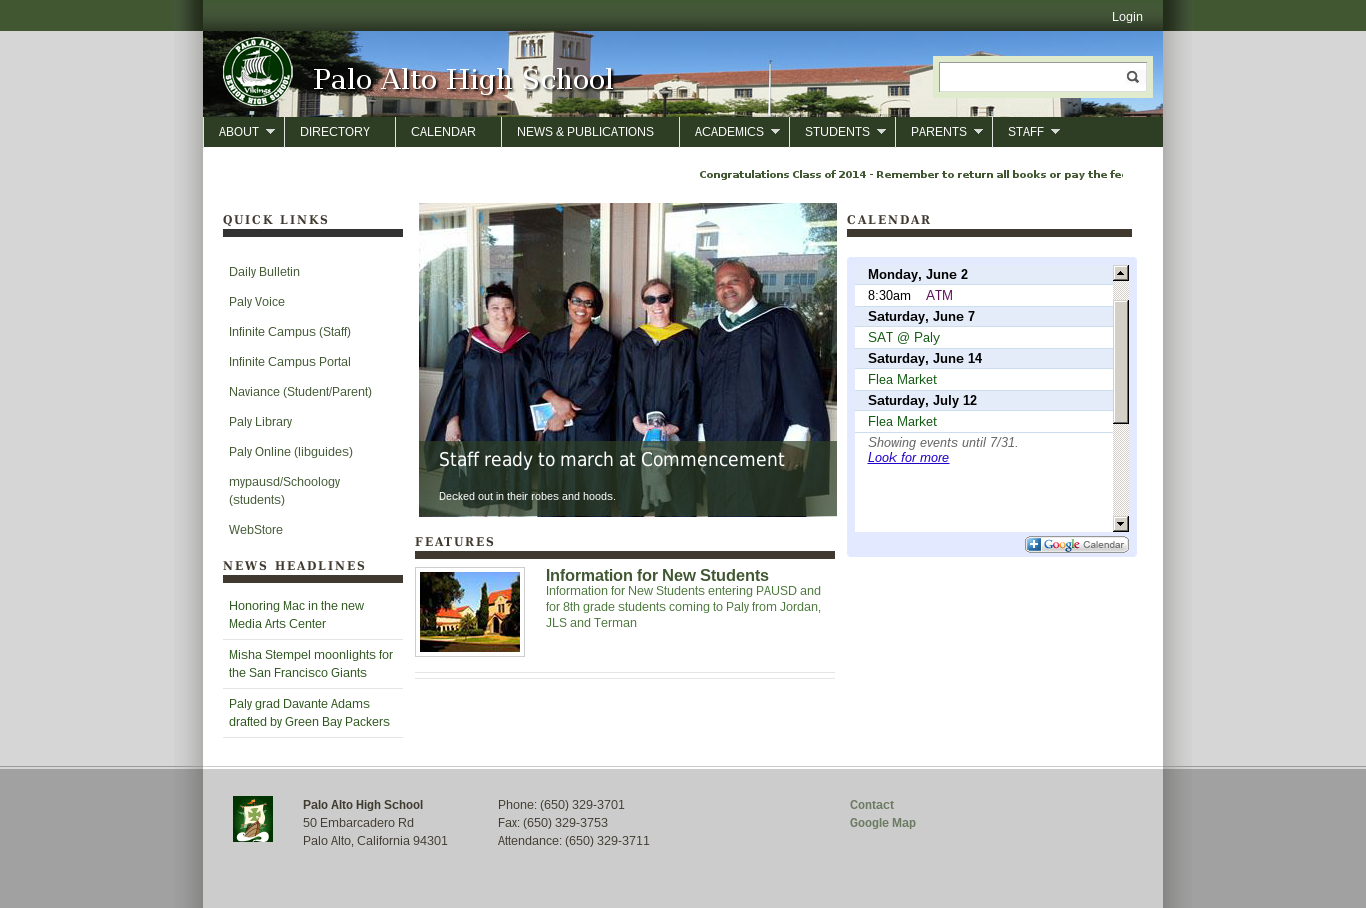 Login
PALO ALTO
Vikings
SENIOR HIGH SCHOOL
Palo Alto High School
ABOUT
DIRECTORY
CALENDAR
NEWS & PUBLICATIONS
ACADEMICS
STUDENTS
PARENTS
STAFF
Congratulations Class of 2014 - Remember to return all books or pay the fe
QUICK LINKS
Daily Bulletin
Paly Voice
Infinite Campus (Staff)
Infinite Campus Portal
Naviance (Student/Parent)
Paly Library
Paly Online (libguides)
mypausd/Schoology
(students)
WebStore
NEWS HEADLINES
Honoring Mac in the new
Media Arts Center
Misha Stempel moonlights for
the San Francisco Giants
Paly grad Davante Adams
drafted by Green Bay Packers
Staff ready to march at Commencement
Decked out in their robes and hoods.
FEATURES
Information for New Students
Information for New Students entering PAUSD and
for 8th grade students coming to Paly from Jordan,
JLS and Terman
CALENDAR
Monday, June 2
8:30am ATM
Saturday, June 7
SAT @ Paly
Saturday, June 14
Flea Market
Saturday, July 12
Flea Market
Showing events until 7/31.
Look for more
Google Calendar
Palo Alto High School
50 Embarcadero Rd
Palo Alto, California 94301
Phone: (650) 329-3701
Fax: (650) 329-3753
Attendance: (650) 329-3711
Contact
Google Map